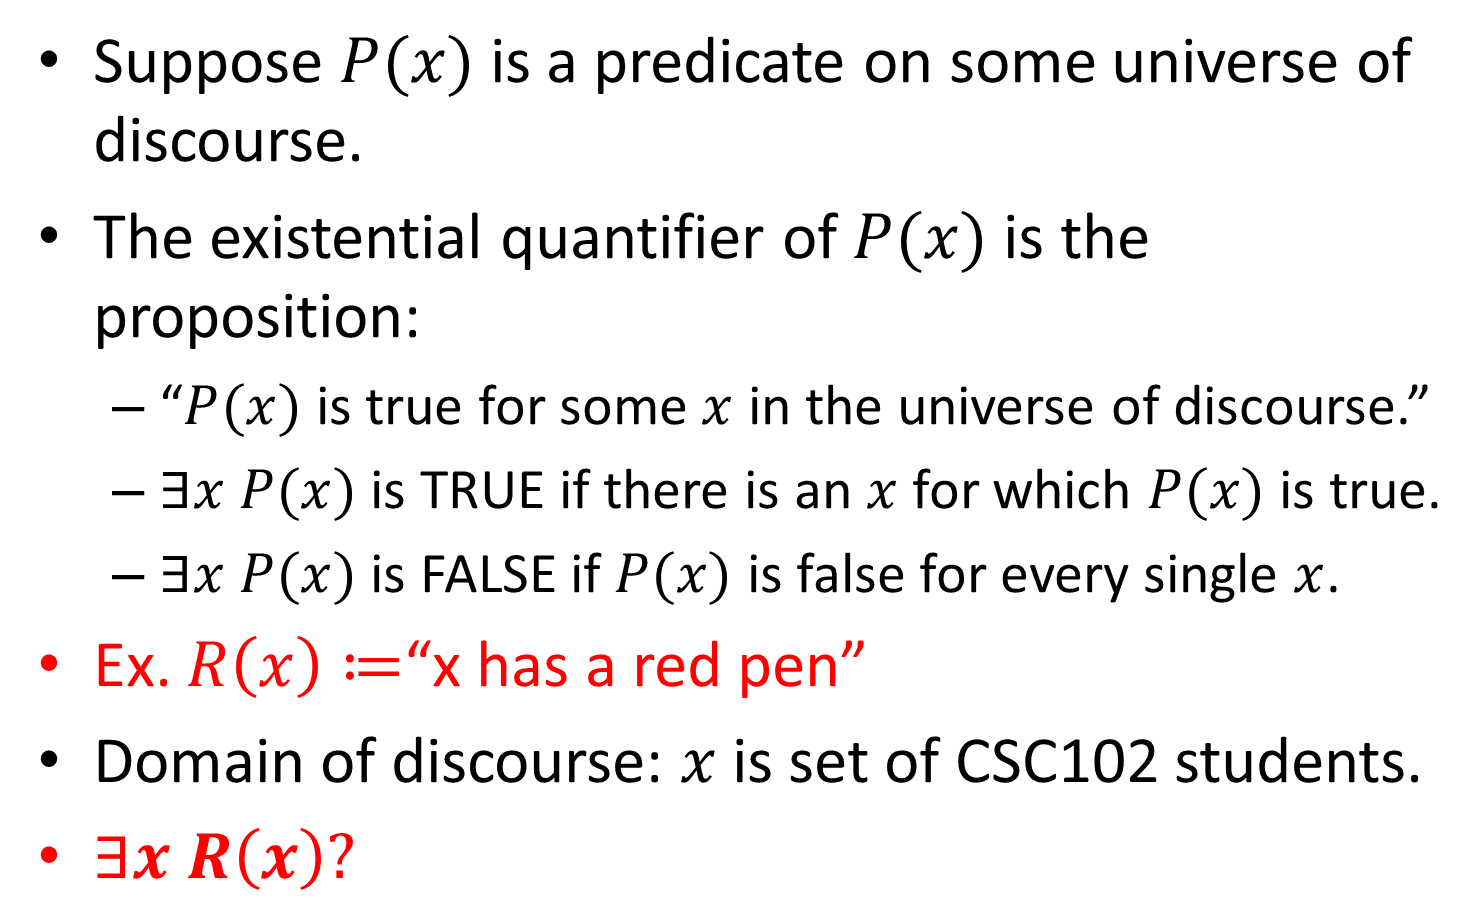 • Suppose 𝑃(𝑥) is a predicate on some universe of
discourse.
• The existential quantifier of 𝑃(𝑥) is the
proposition:
– “𝑃(𝑥) is true for some 𝑥 in the universe of discourse.”
– ∃𝑥 𝑃(𝑥) is TRUE if there is an 𝑥 for which 𝑃(𝑥) is true.
– ∃𝑥 𝑃(𝑥) is FALSE if 𝑃(𝑥) is false for every single 𝑥.
• Ex. 𝑅(𝑥) ≔“x has a red pen”
• Domain of discourse: 𝑥 is set of CSC102 students.
• ∃𝒙 𝑹(𝒙)?